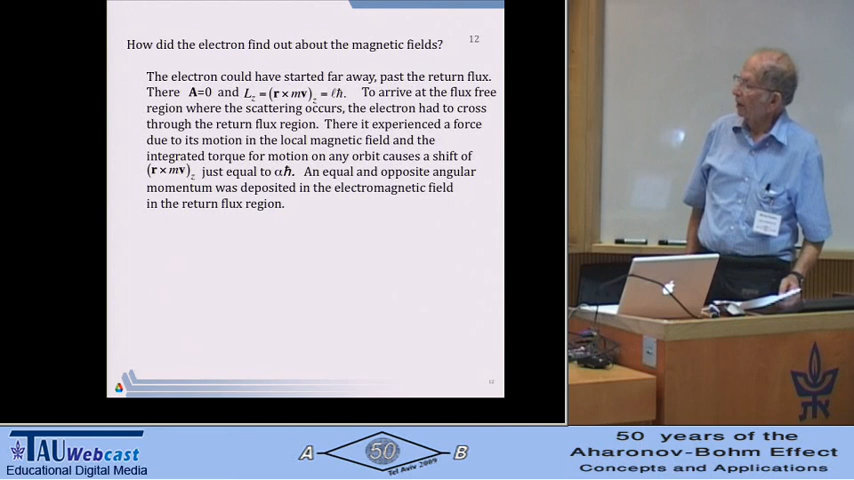 12
How did the electron find out about the magnetic fields?
The electron could have started far away, past the return flux.
There A=0 and L_z = (r × mv)_z = ℓħ. To arrive at the flux free
region where the scattering occurs, the electron had to cross
through the return flux region. There it experienced a force
due to its motion in the local magnetic field and the
integrated torque for motion on any orbit causes a shift of
(r × mv)_z just equal to αħ. An equal and opposite angular
momentum was deposited in the electromagnetic field
in the return flux region.
12
TAUWebcast
Educational Digital Media
A 50 B
Tel Aviv 2009
50 years of the
Aharonov-Bohm Effect
Concepts and Applications